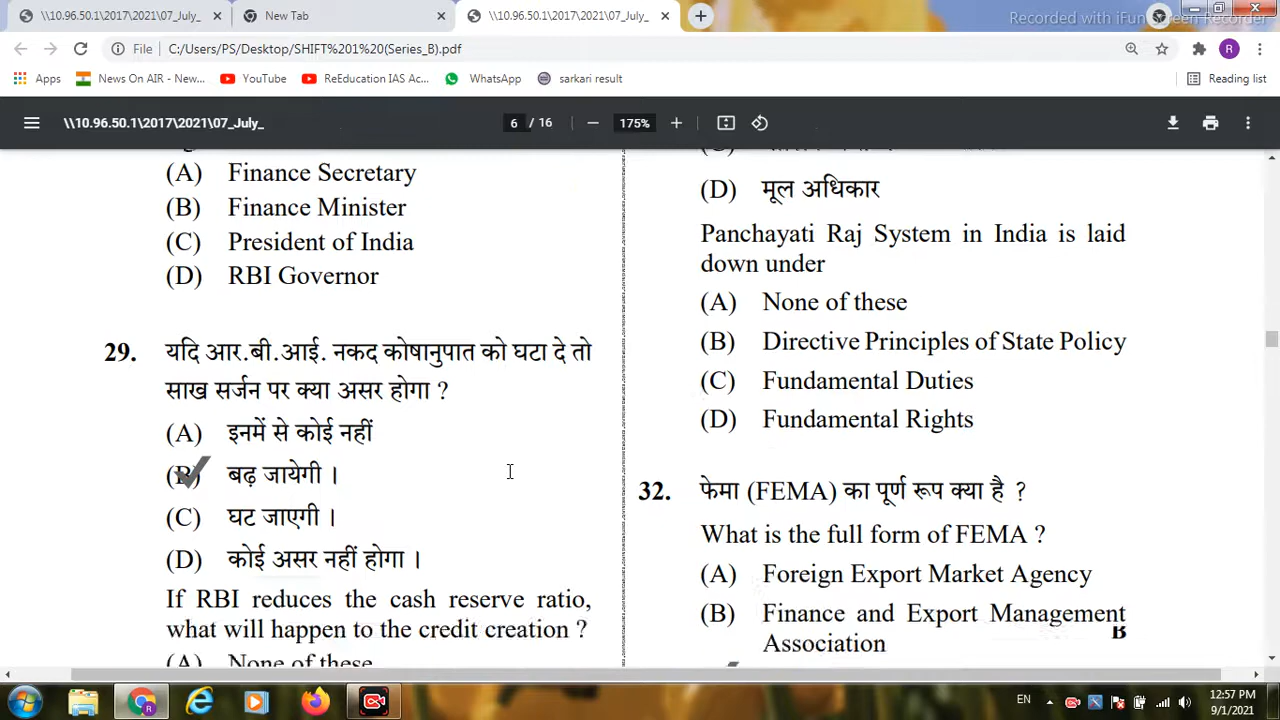 \\10.96.50.1\2017\2021\07_July_
New Tab
\\10.96.50.1\2017\2021\07_July_
Recorded with iFun Screen Recorder
File
C:/Users/PS/Desktop/SHIFT%201%20(Series_B).pdf
R
Apps
News On AIR - New...
YouTube
ReEducation IAS Ac...
WhatsApp
sarkari result
Reading list
\\10.96.50.1\2017\2021\07_July_
6 / 16
175%
(A) Finance Secretary
(B) Finance Minister
(C) President of India
(D) RBI Governor
29. यदि आर.बी.आई. नकद कोषानुपात को घटा दे तो
साख सर्जन पर क्या असर होगा ?
(A) इनमें से कोई नहीं
(B) बढ़ जायेगी ।
(C) घट जाएगी ।
(D) कोई असर नहीं होगा ।
If RBI reduces the cash reserve ratio,
what will happen to the credit creation ?
(A) None of these
(D) मूल अधिकार
Panchayati Raj System in India is laid
down under
(A) None of these
(B) Directive Principles of State Policy
(C) Fundamental Duties
(D) Fundamental Rights
32. फेमा (FEMA) का पूर्ण रूप क्या है ?
What is the full form of FEMA ?
(A) Foreign Export Market Agency
(B) Finance and Export Management
Association
B
EN
12:57 PM
9/1/2021